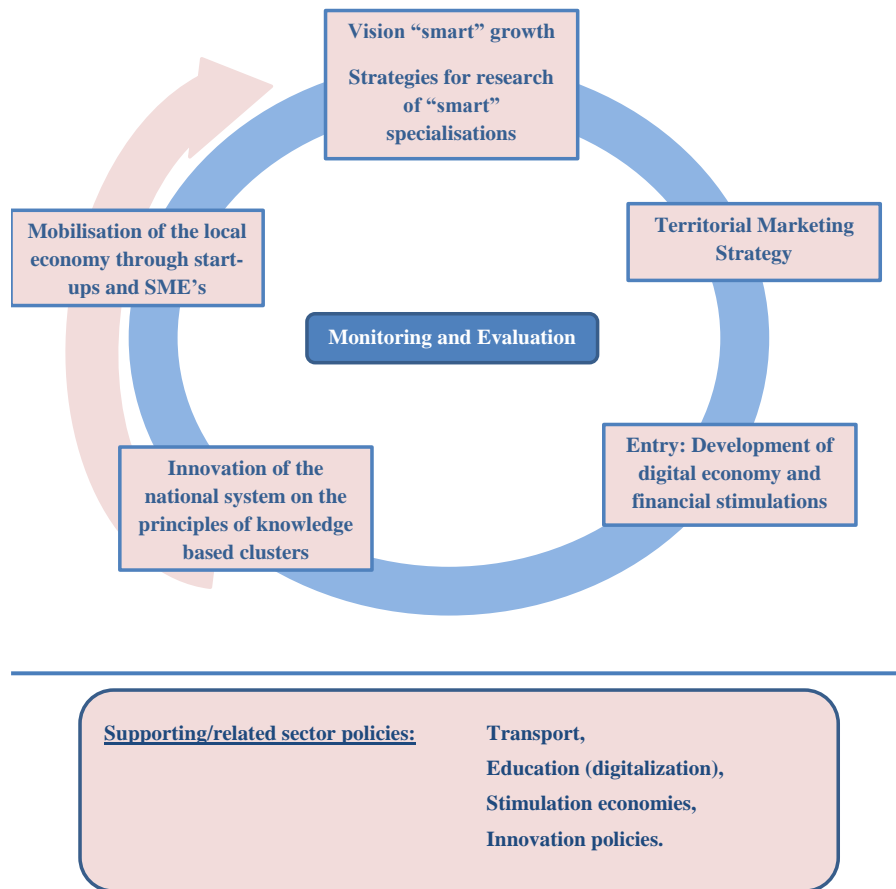 Vision “smart” growth
Strategies for research
of “smart”
specialisations
Territorial Marketing
Strategy
Mobilisation of the local
economy through start-
ups and SME’s
Monitoring and Evaluation
Entry: Development of
digital economy and
financial stimulations
Innovation of the
national system on the
principles of knowledge
based clusters
Supporting/related sector policies:
Transport,
Education (digitalization),
Stimulation economies,
Innovation policies.